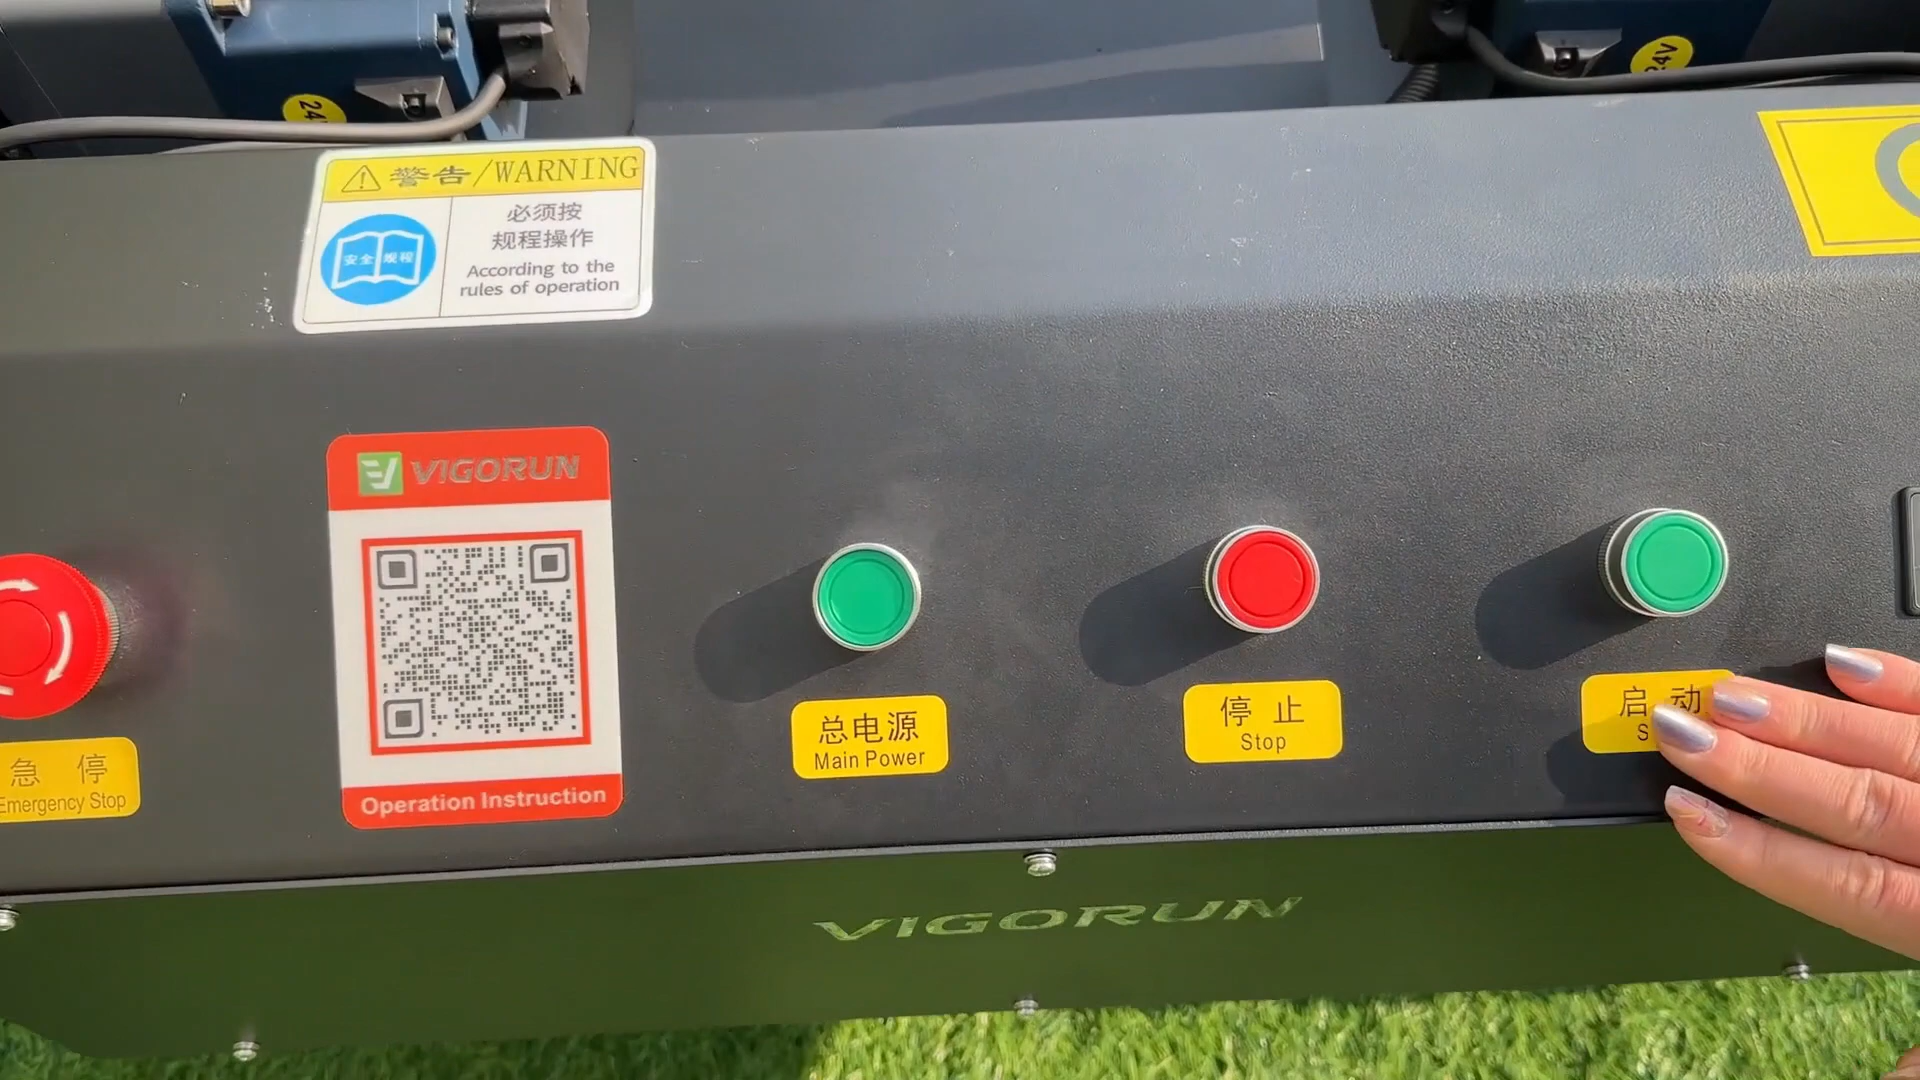 24V
警告/WARNING
必须按
规程操作
According to the
rules of operation
安全 规程
VIGORUN
Operation Instruction
急 停
Emergency Stop
总电源
Main Power
停 止
Stop
启 动
VIGORUN